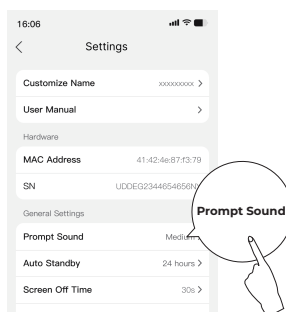 16:06
Settings
Customize Name xxxxxxxxx
User Manual
Hardware
MAC Address 41:42:4e:87:f3:79
SN UDDEG2344654656N
General Settings
Prompt Sound Medium
Prompt Sound
Auto Standby 24 hours
Screen Off Time 30s